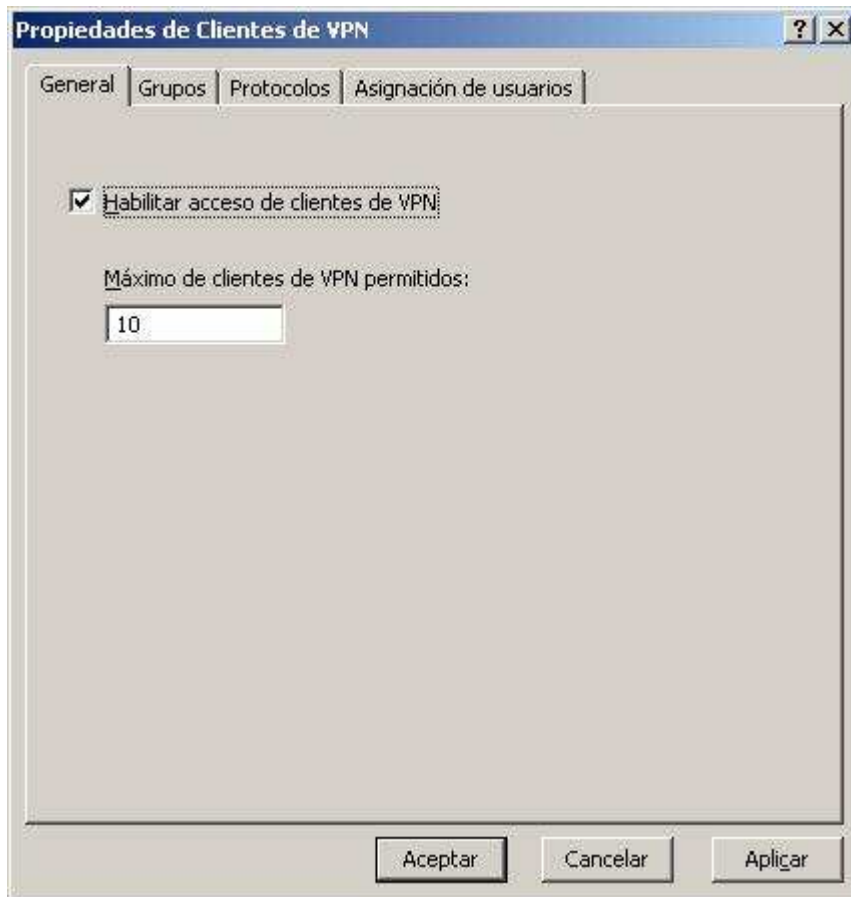 Propiedades de Clientes de VPN
General Grupos Protocolos Asignación de usuarios
Habilitar acceso de clientes de VPN
Máximo de clientes de VPN permitidos:
10
Aceptar Cancelar Aplicar